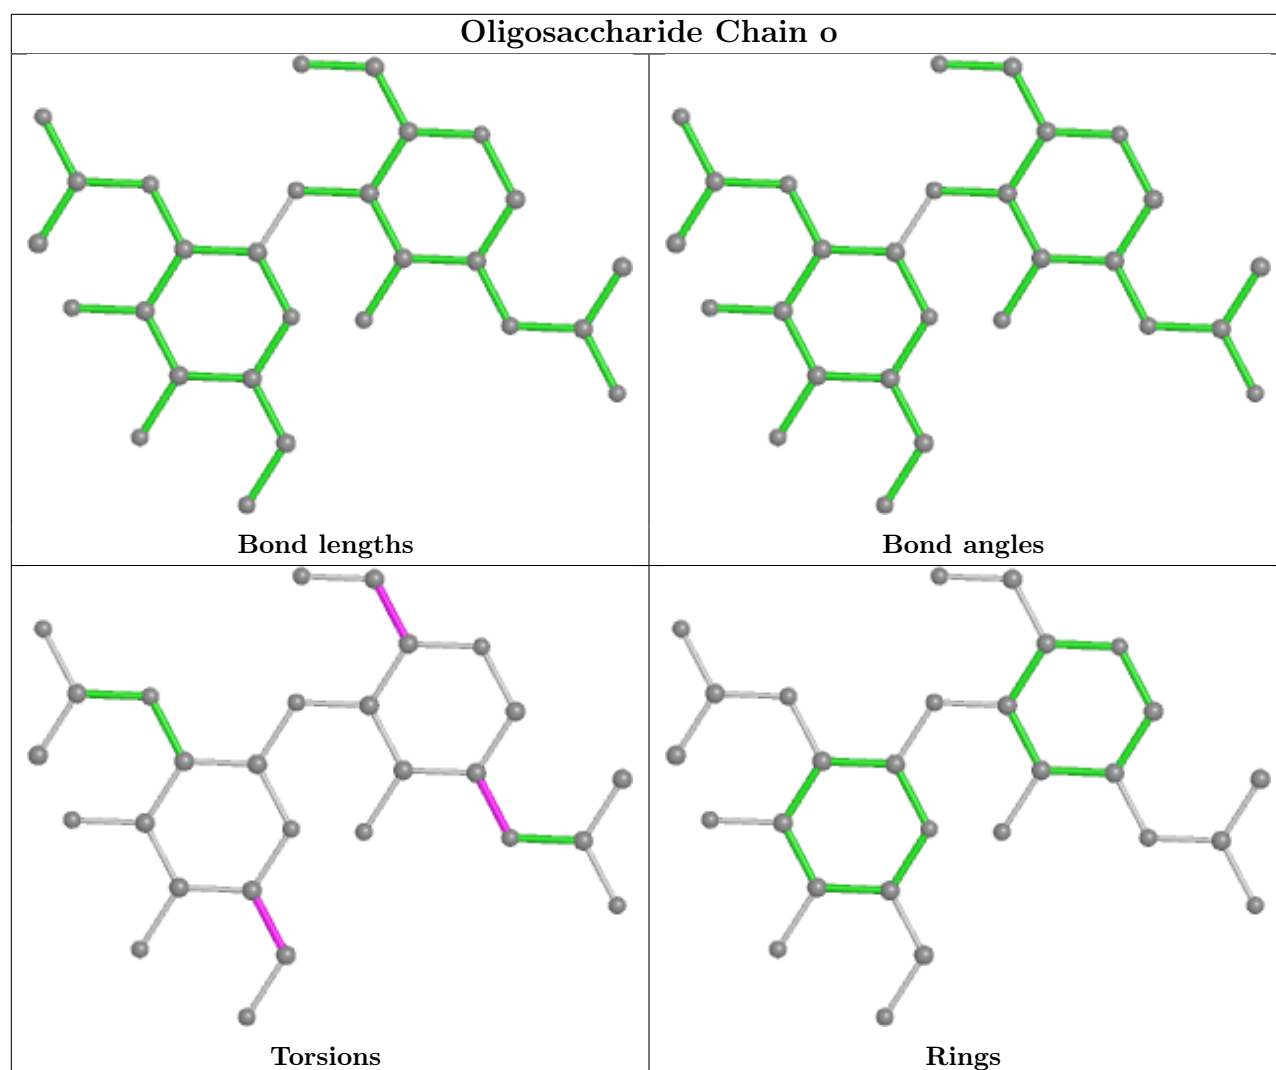 Oligosaccharide Chain o
Bond lengths
Bond angles
Torsions
Rings